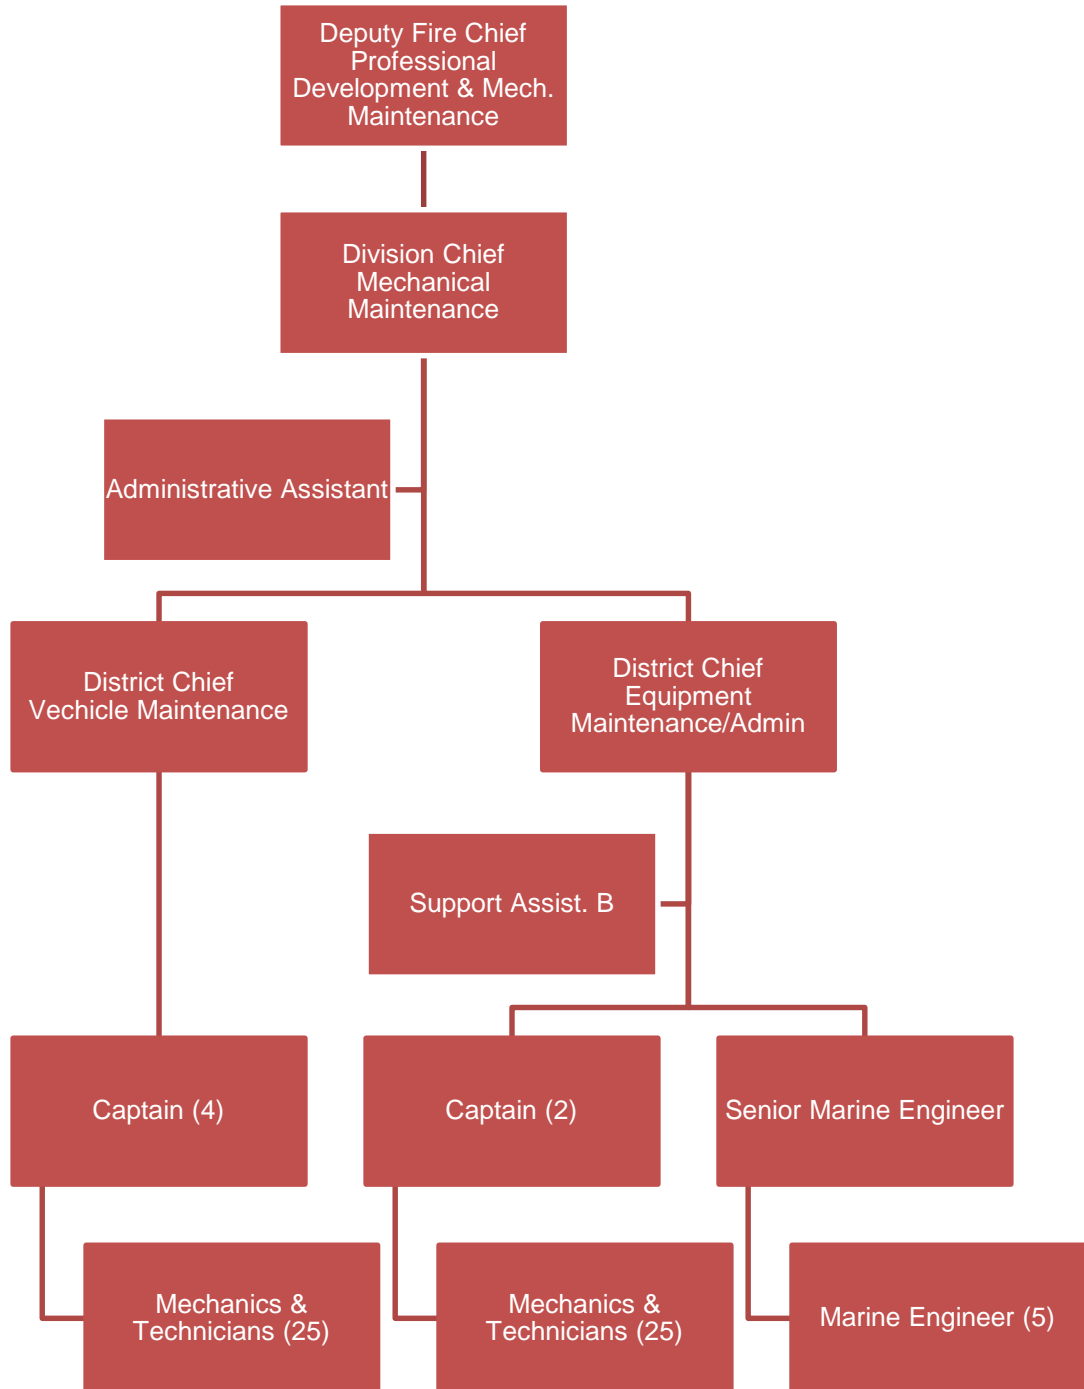 Deputy Fire Chief
Professional
Development & Mech.
Maintenance
Division Chief
Mechanical
Maintenance
Administrative Assistant
District Chief
Vechicle Maintenance
District Chief
Equipment
Maintenance/Admin
Support Assist. B
Captain (4)
Captain (2)
Senior Marine Engineer
Mechanics &
Technicians (25)
Mechanics &
Technicians (25)
Marine Engineer (5)